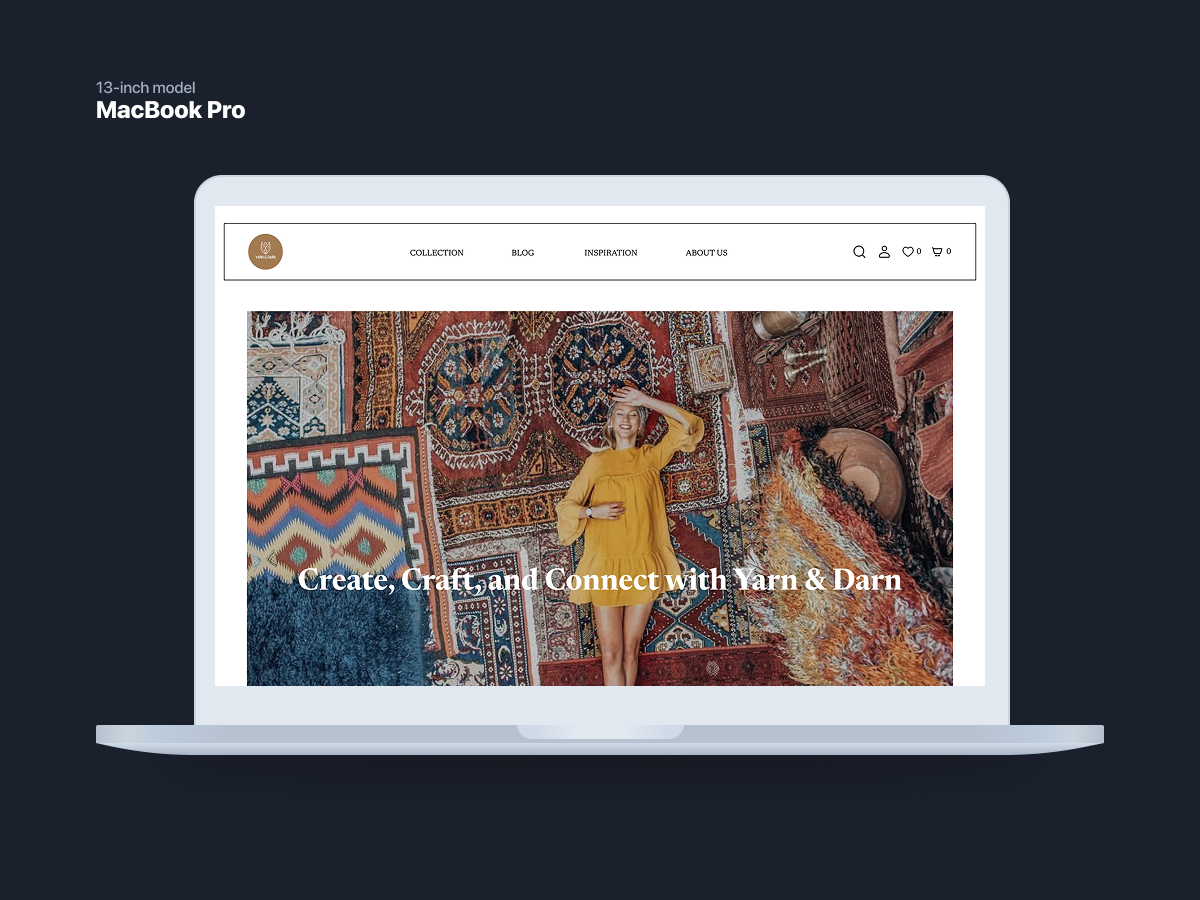 13-inch model
MacBook Pro
YARN & DARN
COLLECTION BLOG INSPIRATION ABOUT US 0 0
Create, Craft, and Connect with Yarn & Darn